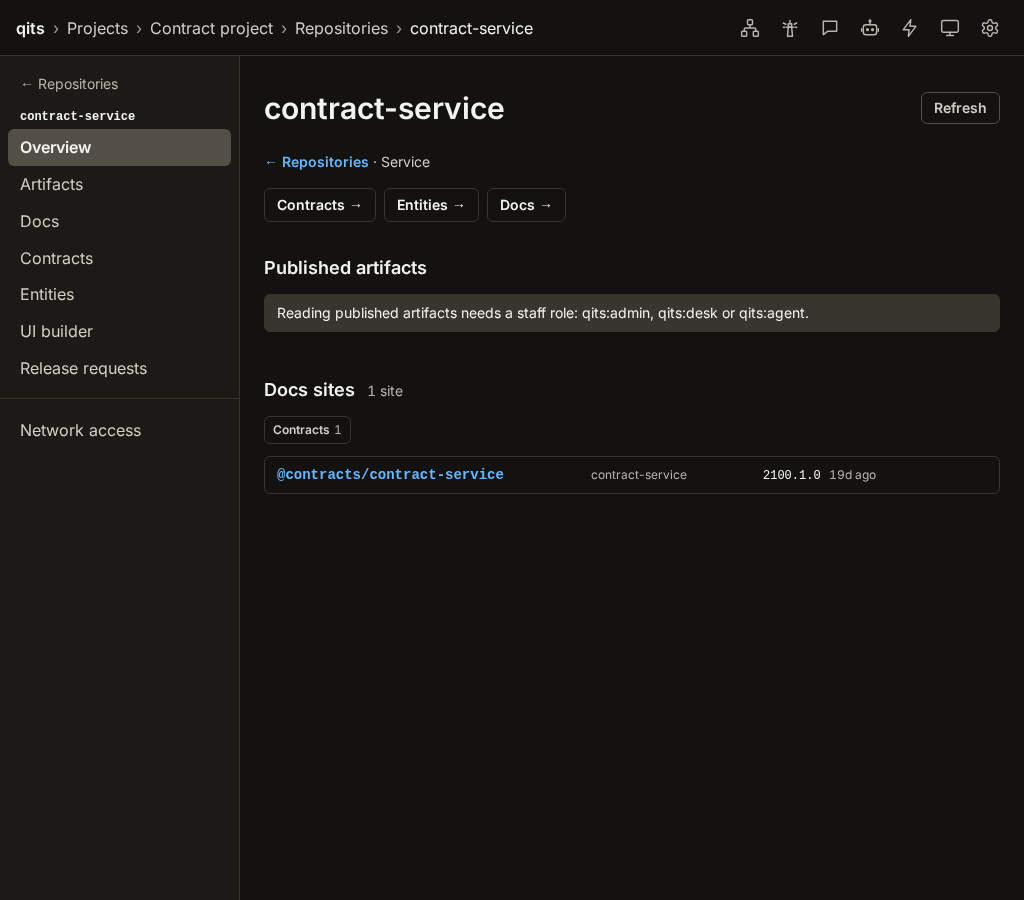 qits › Projects › Contract project › Repositories › contract-service
← Repositories
contract-service
Overview
Artifacts
Docs
Contracts
Entities
UI builder
Release requests
Network access
contract-service
Refresh
← Repositories · Service
Contracts → Entities → Docs →
Published artifacts
Reading published artifacts needs a staff role: qits:admin, qits:desk or qits:agent.
Docs sites 1 site
Contracts 1
@contracts/contract-service contract-service 2100.1.0 19d ago